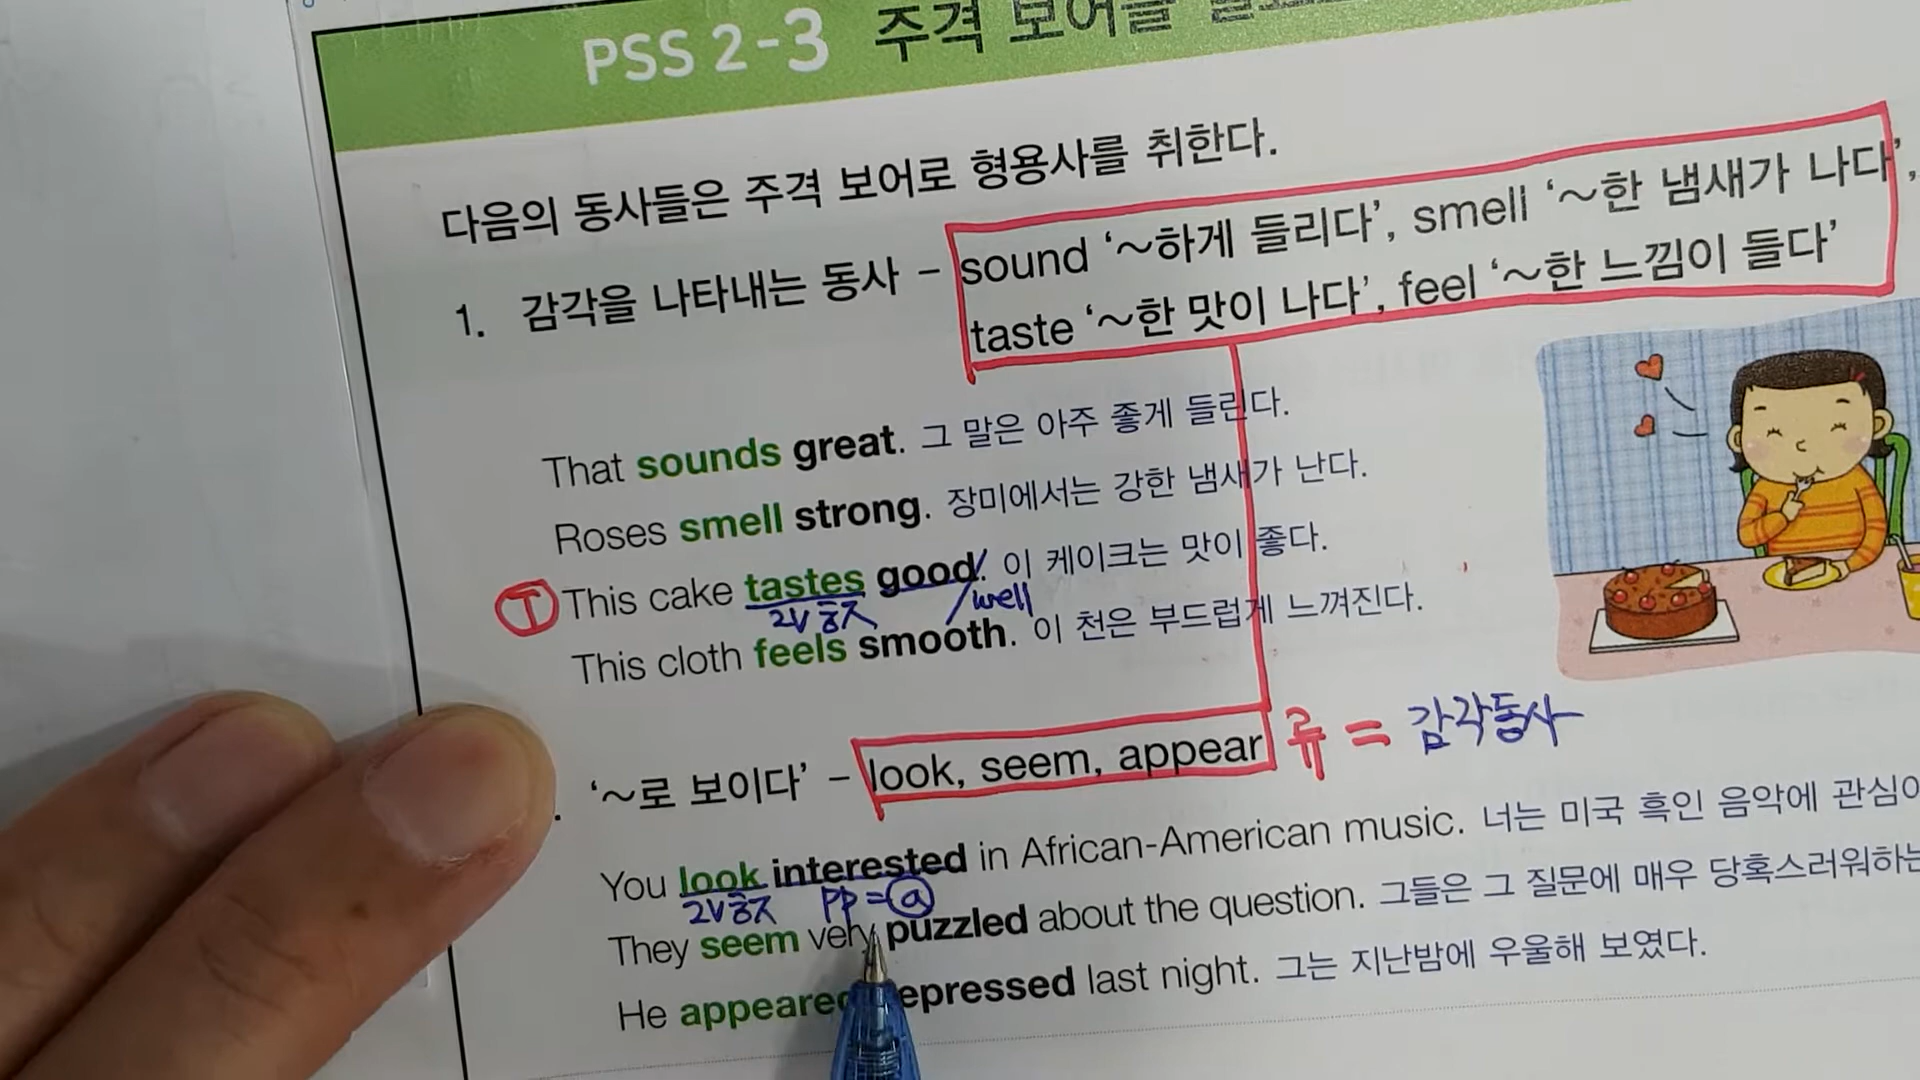 PSS 2-3 주격 보어를
다음의 동사들은 주격 보어로 형용사를 취한다.
1. 감각을 나타내는 동사 – sound ‘~하게 들리다’, smell ‘~한 냄새가 나다’,
taste ‘~한 맛이 나다’, feel ‘~한 느낌이 들다’
That sounds great. 그 말은 아주 좋게 들린다.
Roses smell strong. 장미에서는 강한 냄새가 난다.
This cake tastes good. 이 케이크는 맛이 좋다.
/well
This cloth feels smooth. 이 천은 부드럽게 느껴진다.
‘~로 보이다’ – look, seem, appear 류 = 감각동사
You look interested in African-American music. 너는 미국 흑인 음악에 관심이
PP = a
They seem very puzzled about the question. 그들은 그 질문에 매우 당혹스러워하는
He appeared depressed last night. 그는 지난밤에 우울해 보였다.